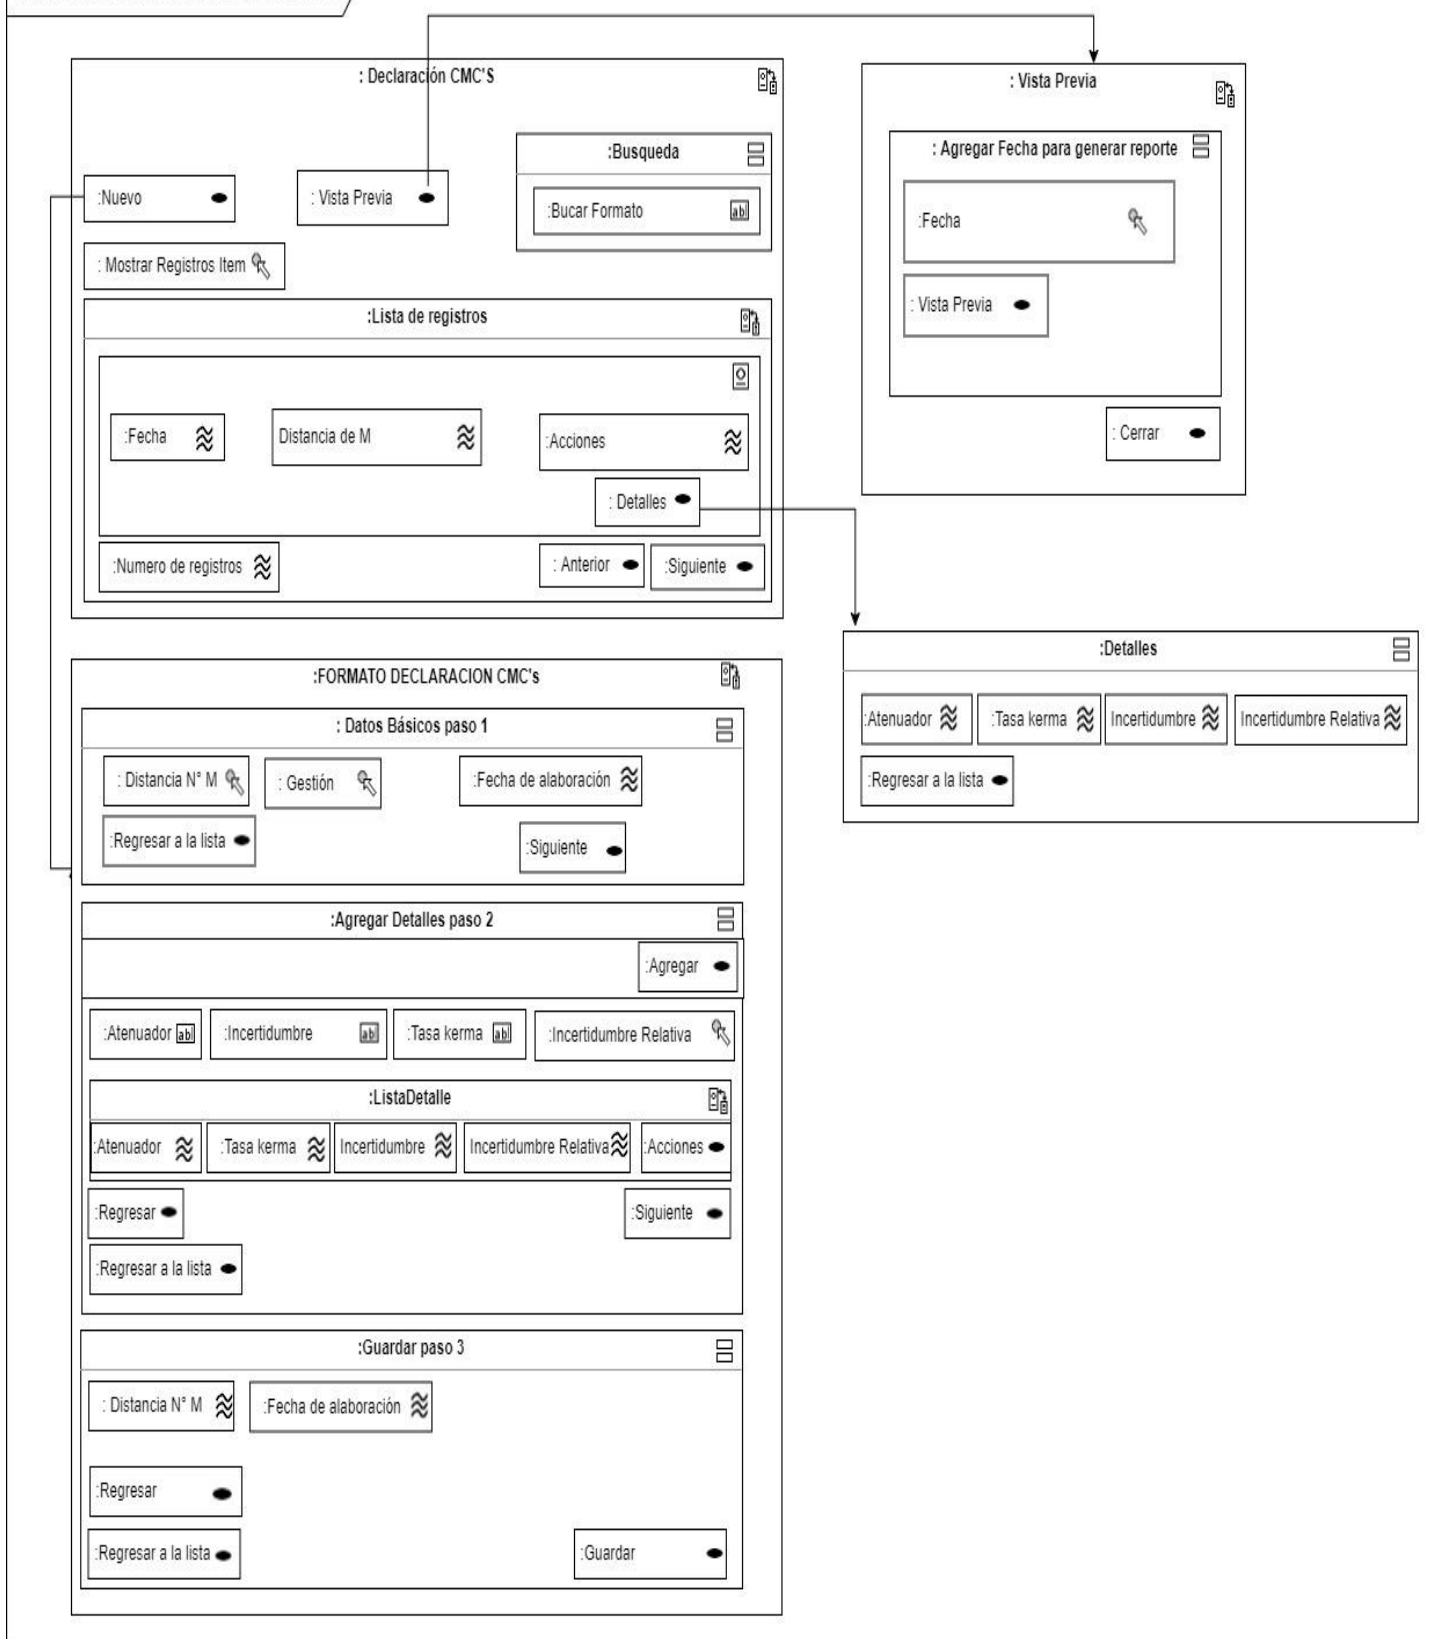 : Declaración CMC'S
:Nuevo
: Vista Previa
:Busqueda
:Bucar Formato
ab
: Mostrar Registros Item
:Lista de registros
:Fecha
Distancia de M
:Acciones
: Detalles
:Numero de registros
: Anterior
:Siguiente
: Vista Previa
: Agregar Fecha para generar reporte
:Fecha
: Vista Previa
: Cerrar
:Detalles
:Atenuador
:Tasa kerma
Incertidumbre
Incertidumbre Relativa
:Regresar a la lista
:FORMATO DECLARACION CMC's
: Datos Básicos paso 1
: Distancia N° M
: Gestión
:Fecha de alaboración
:Regresar a la lista
:Siguiente
:Agregar Detalles paso 2
:Agregar
:Atenuador
ab
:Incertidumbre
ab
:Tasa kerma
ab
:Incertidumbre Relativa
:ListaDetalle
:Atenuador
:Tasa kerma
Incertidumbre
Incertidumbre Relativa
:Acciones
:Regresar
:Siguiente
:Regresar a la lista
:Guardar paso 3
: Distancia N° M
:Fecha de alaboración
:Regresar
:Regresar a la lista
:Guardar